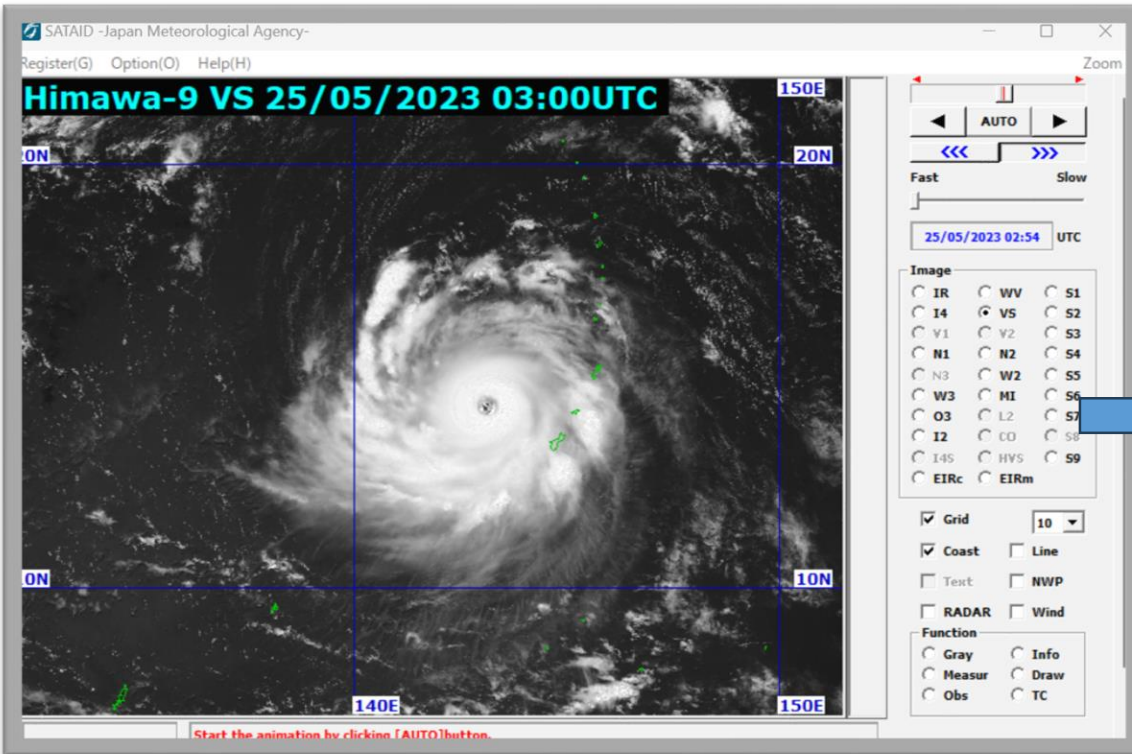 SATAID -Japan Meteorological Agency-
Register(G) Option(O) Help(H) Zoom
Himawa-9 VS 25/05/2023 03:00UTC
150E
20N 20N
AUTO
<<< >>>
Fast Slow
25/05/2023 02:54 UTC
Image
IR WV S1
I4 VS S2
V1 V2 S3
N1 N2 S4
N3 W2 S5
W3 MI S6
O3 L2 S7
I2 CO S8
I4S HVS S9
EIRc EIRm
Grid 10
Coast Line
Text NWP
RADAR Wind
0N 10N
Function
Gray Info
Measur Draw
Obs TC
140E 150E
Start the animation by clicking [AUTO]button.